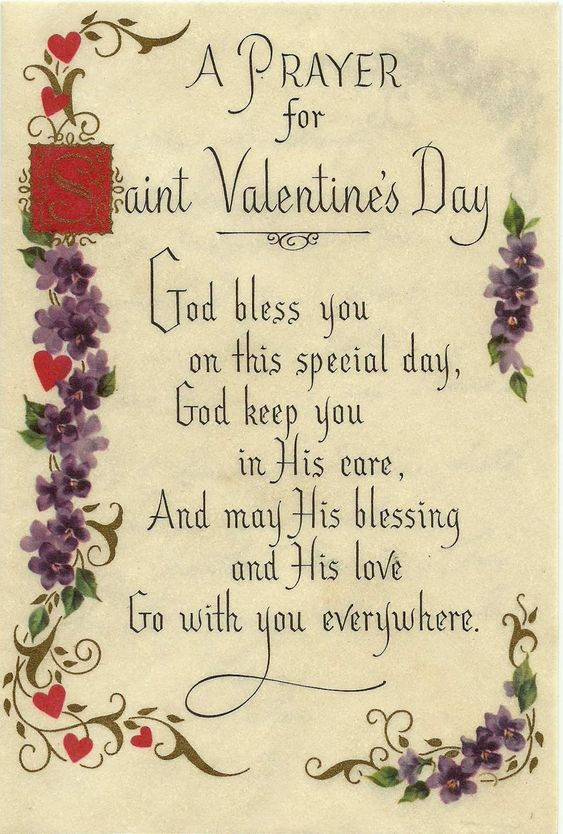 A PRAYER
for
Saint Valentine's Day
God bless you
on this special day,
God keep you
in His care,
And may His blessing
and His love
Go with you everywhere.